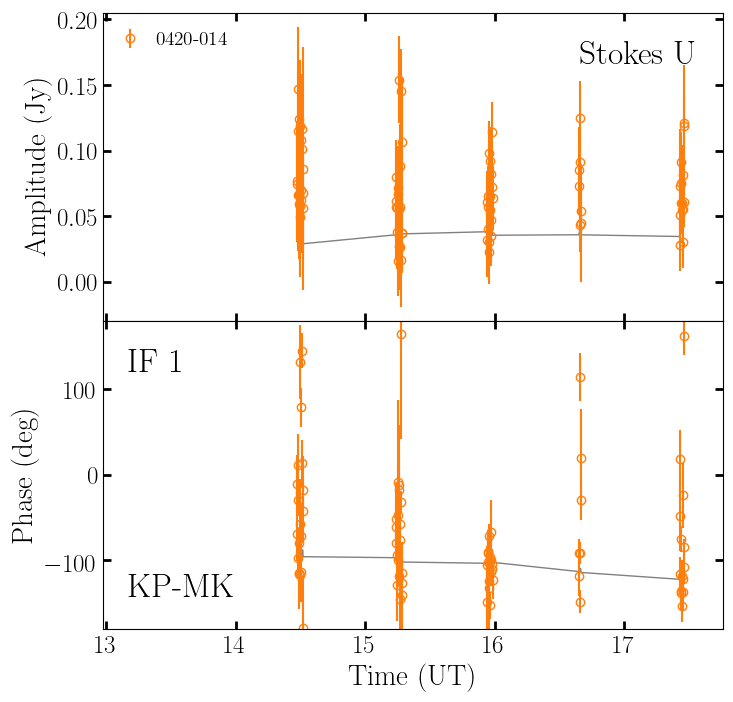 0.20
0420-014
Stokes U
0.15
0.10
0.05
0.00
Amplitude (Jy)
IF 1
100
0
−100
Phase (deg)
KP-MK
13 14 15 16 17
Time (UT)